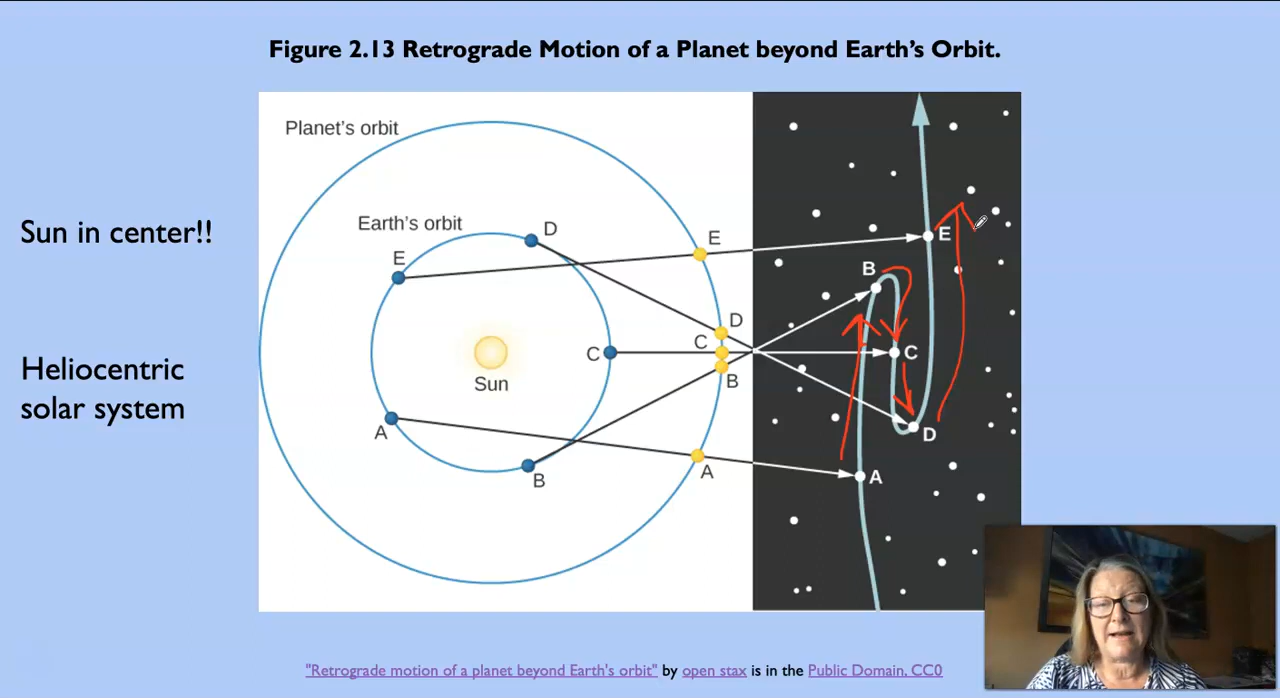 Figure 2.13 Retrograde Motion of a Planet beyond Earth's Orbit.
Planet's orbit
Earth's orbit
D
E
E
Sun in center!!
E
B
D
C
C
C
B
Sun
Heliocentric
solar system
A
D
B
A
A
"Retrograde motion of a planet beyond Earth's orbit" by open stax is in the Public Domain, CC0